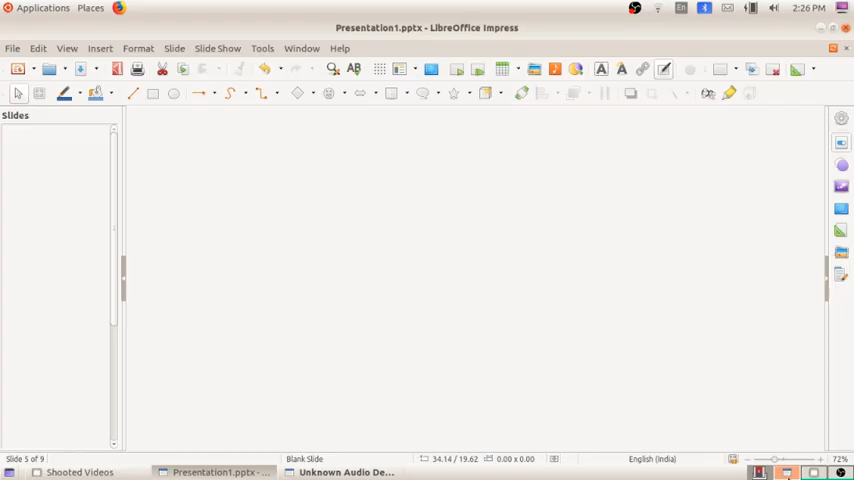 Applications Places En 2:26 PM
Presentation1.pptx - LibreOffice Impress
File Edit View Insert Format Slide Slide Show Tools Window Help
Slides
Slide 5 of 9 Blank Slide 34.14 / 19.62 0.00 x 0.00 English (India) 72%
Shooted Videos Presentation1.pptx - ... Unknown Audio De...